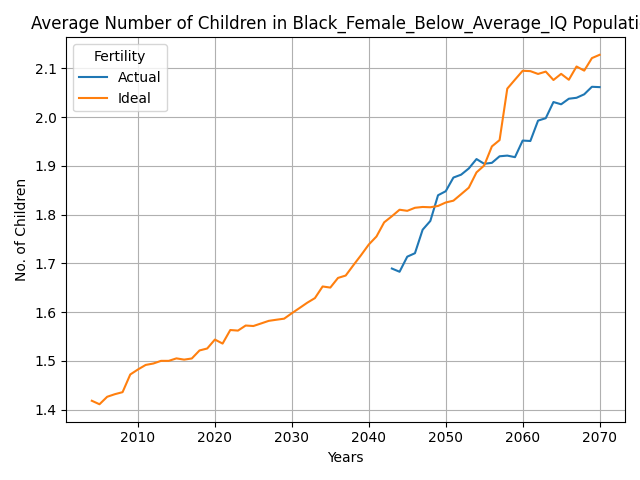 Average Number of Children in Black_Female_Below_Average_IQ Populati
Fertility
Actual
Ideal
2.1
2.0
1.9
1.8
1.7
1.6
1.5
1.4
No. of Children
2010 2020 2030 2040 2050 2060 2070
Years